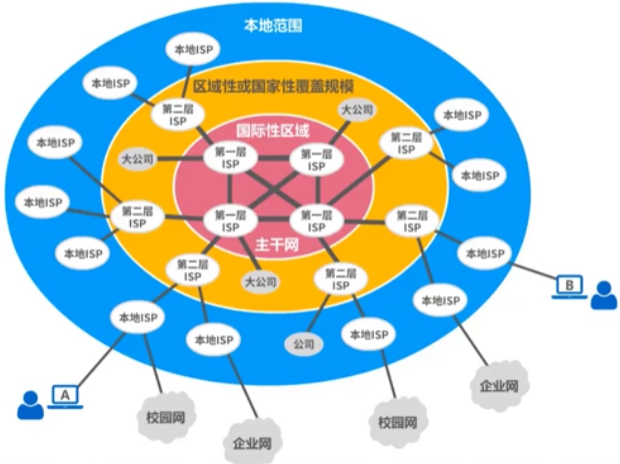 本地范围
本地ISP
区域性或国家性覆盖规模
本地ISP
第二层
ISP
大公司
本地ISP
国际性区域
本地ISP
第二层
ISP
大公司
第一层
ISP
第一层
ISP
本地ISP
本地ISP
第二层
ISP
第一层
ISP
第一层
ISP
第二层
ISP
主干网
本地ISP
本地ISP
第二层
ISP
大公司
第二层
ISP
B
本地ISP
本地ISP
本地ISP
公司
本地ISP
A
企业网
校园网
校园网
企业网